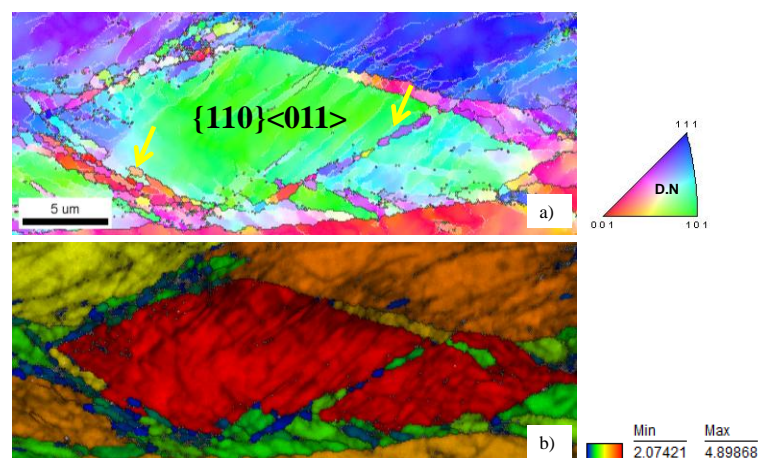 {110}<011>
5 um
a)
1 1 1
D.N
0 0 1
1 0 1
b)
Min
Max
2.07421
4.89868